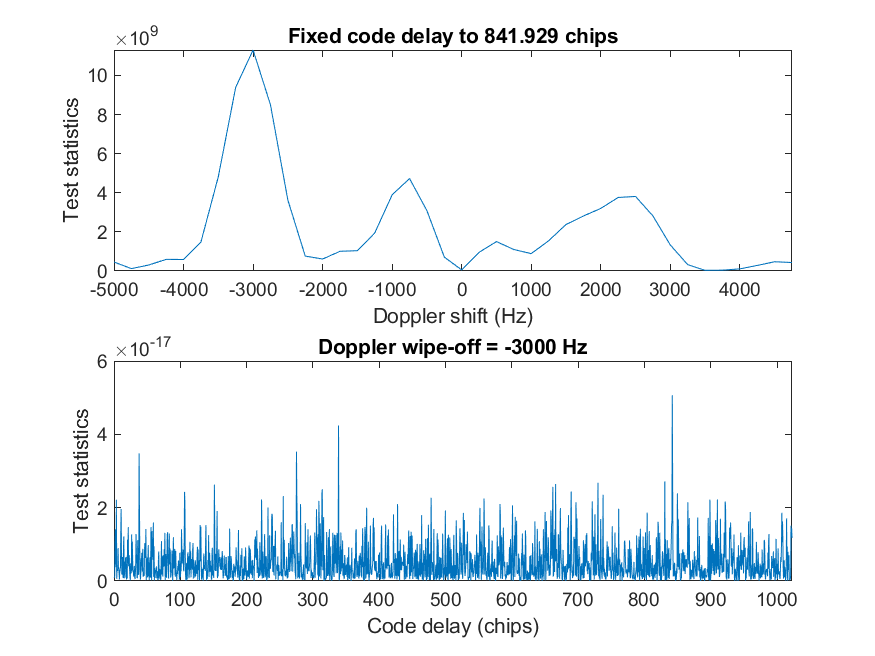 ×10^9
Fixed code delay to 841.929 chips
Test statistics
10
8
6
4
2
0
-5000 -4000 -3000 -2000 -1000 0 1000 2000 3000 4000
Doppler shift (Hz)
×10^-17
Doppler wipe-off = -3000 Hz
Test statistics
6
4
2
0
0 100 200 300 400 500 600 700 800 900 1000
Code delay (chips)